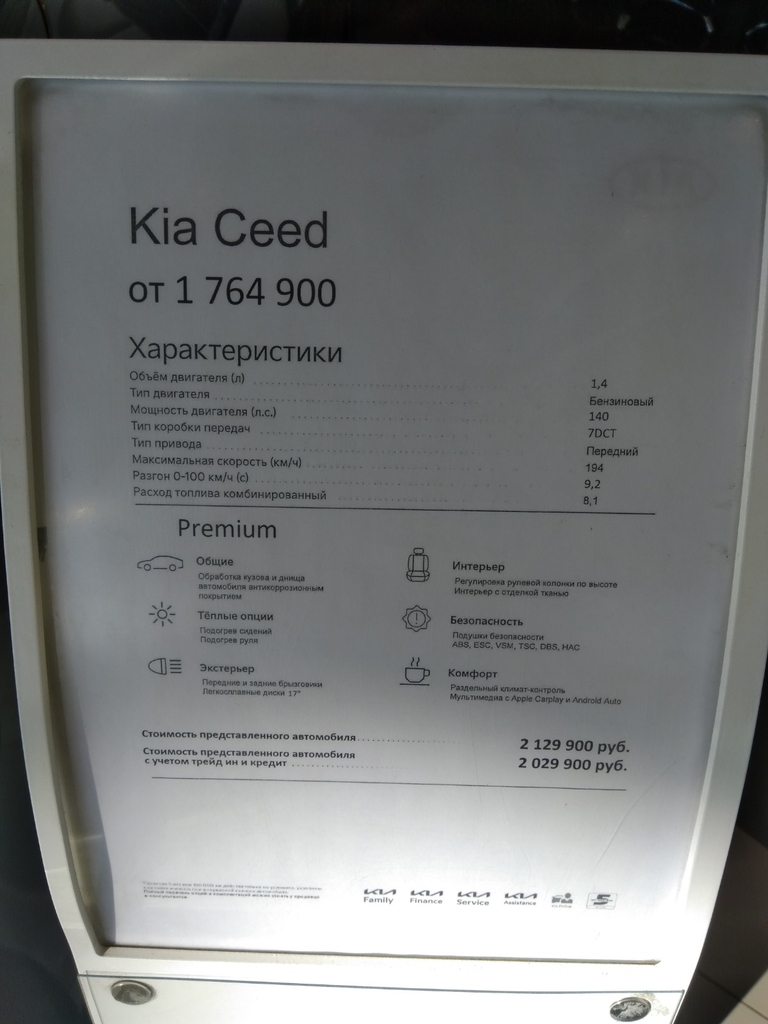 Kia Ceed
от 1 764 900
Характеристики
Объём двигателя (л) 1,4
Тип двигателя Бензиновый
Мощность двигателя (л.с.) 140
Тип коробки передач 7DCT
Тип привода Передний
Максимальная скорость (км/ч) 194
Разгон 0-100 км/ч (с) 9,2
Расход топлива комбинированный 8,1
Premium
Общие
Обработка кузова и днища
автомобиля антикоррозионным
покрытием
Интерьер
Регулировка рулевой колонки по высоте
Интерьер с отделкой тканью
Тёплые опции
Подогрев сидений
Подогрев руля
Безопасность
Подушки безопасности
ABS, ESC, VSM, TSC, DBS, HAC
Экстерьер
Передние и задние брызговики
Легкосплавные диски 17"
Комфорт
Раздельный климат-контроль
Мультимедиа с Apple Carplay и Android Auto
Стоимость представленного автомобиля 2 129 900 руб.
Стоимость представленного автомобиля
с учетом трейд ин и кредит 2 029 900 руб.
KIA Family
KIA Finance
KIA Service
KIA Assistance